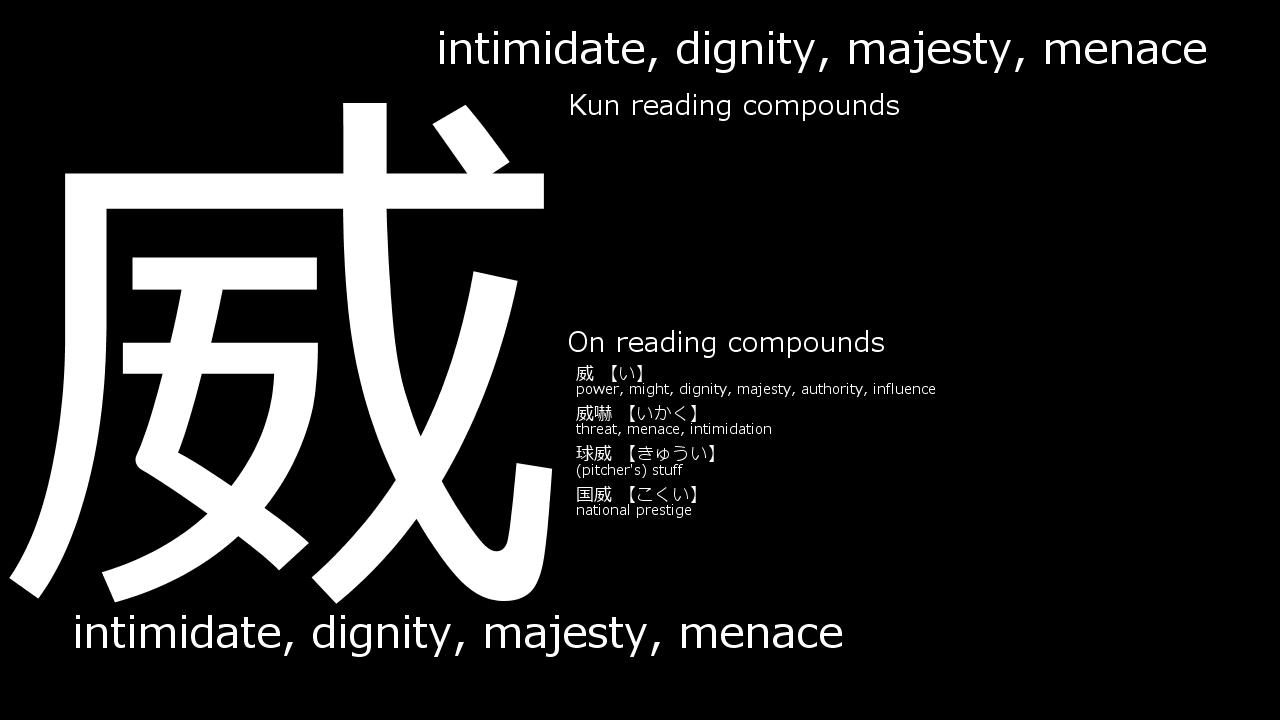 intimidate, dignity, majesty, menace
Kun reading compounds
威
On reading compounds
威 【い】
power, might, dignity, majesty, authority, influence
威嚇 【いかく】
threat, menace, intimidation
球威 【きゅうい】
(pitcher's) stuff
国威 【こくい】
national prestige
intimidate, dignity, majesty, menace